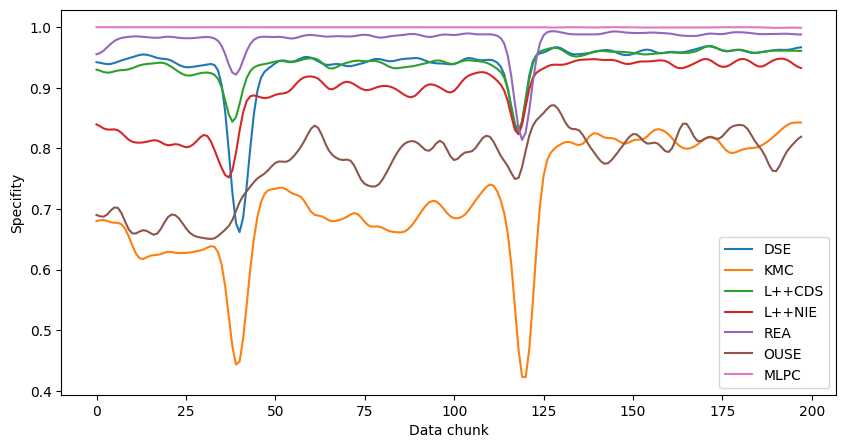 1.0
0.9
0.8
0.7
0.6
0.5
0.4
Specifity
0
25
50
75
100
125
150
175
200
Data chunk
DSE
KMC
L++CDS
L++NIE
REA
OUSE
MLPC